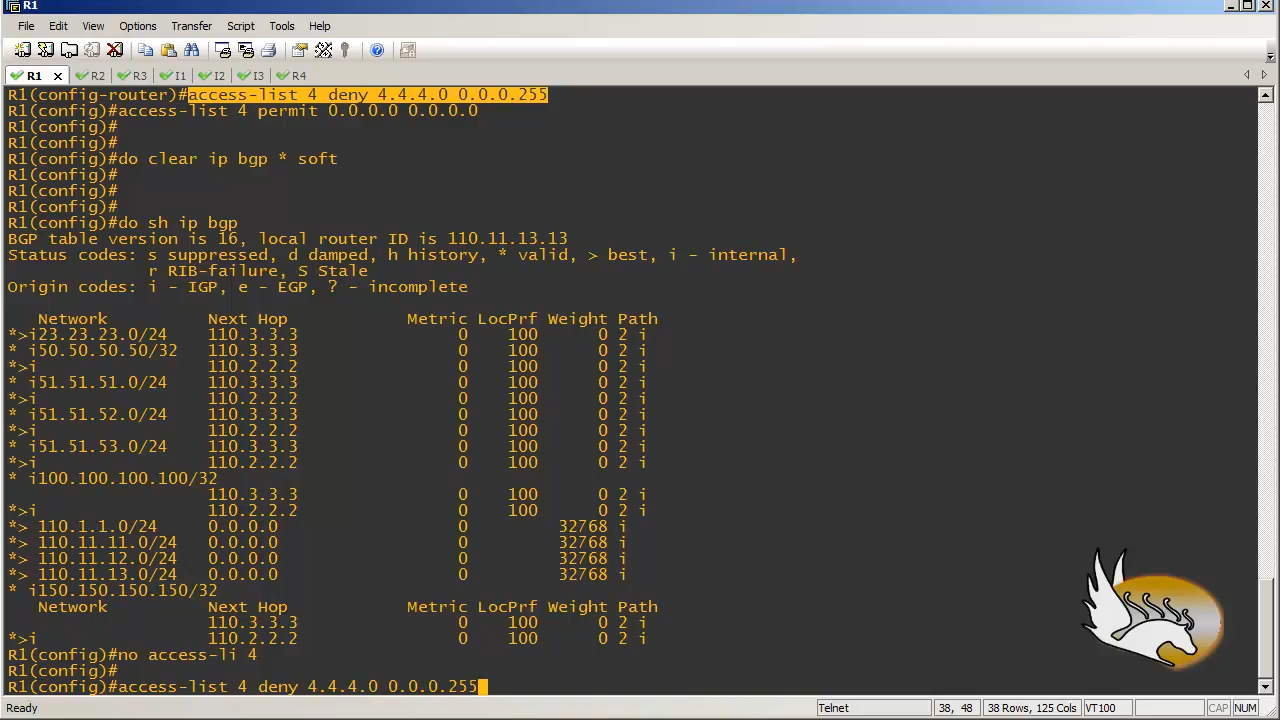 R1
File Edit View Options Transfer Script Tools Help
R1 R2 R3 I1 I2 I3 R4
R1(config-router)#access-list 4 deny 4.4.4.0 0.0.0.255
R1(config)#access-list 4 permit 0.0.0.0 0.0.0.0
R1(config)#
R1(config)#
R1(config)#do clear ip bgp * soft
R1(config)#
R1(config)#
R1(config)#
R1(config)#do sh ip bgp
BGP table version is 16, local router ID is 110.11.13.13
Status codes: s suppressed, d damped, h history, * valid, > best, i - internal,
r RIB-failure, S Stale
Origin codes: i - IGP, e - EGP, ? - incomplete
Network Next Hop Metric LocPrf Weight Path
*>i23.23.23.0/24 110.3.3.3 0 100 0 2 i
* i50.50.50.50/32 110.3.3.3 0 100 0 2 i
*>i 110.2.2.2 0 100 0 2 i
* i51.51.51.0/24 110.3.3.3 0 100 0 2 i
*>i 110.2.2.2 0 100 0 2 i
* i51.51.52.0/24 110.3.3.3 0 100 0 2 i
*>i 110.2.2.2 0 100 0 2 i
* i51.51.53.0/24 110.3.3.3 0 100 0 2 i
*>i 110.2.2.2 0 100 0 2 i
* i100.100.100.100/32
110.3.3.3 0 100 0 2 i
*>i 110.2.2.2 0 100 0 2 i
*> 110.1.1.0/24 0.0.0.0 0 32768 i
*> 110.11.11.0/24 0.0.0.0 0 32768 i
*> 110.11.12.0/24 0.0.0.0 0 32768 i
*> 110.11.13.0/24 0.0.0.0 0 32768 i
* i150.150.150.150/32
Network Next Hop Metric LocPrf Weight Path
110.3.3.3 0 100 0 2 i
*>i 110.2.2.2 0 100 0 2 i
R1(config)#no access-li 4
R1(config)#
R1(config)#access-list 4 deny 4.4.4.0 0.0.0.255
Ready Telnet 38, 48 38 Rows, 125 Cols VT100 CAP NUM